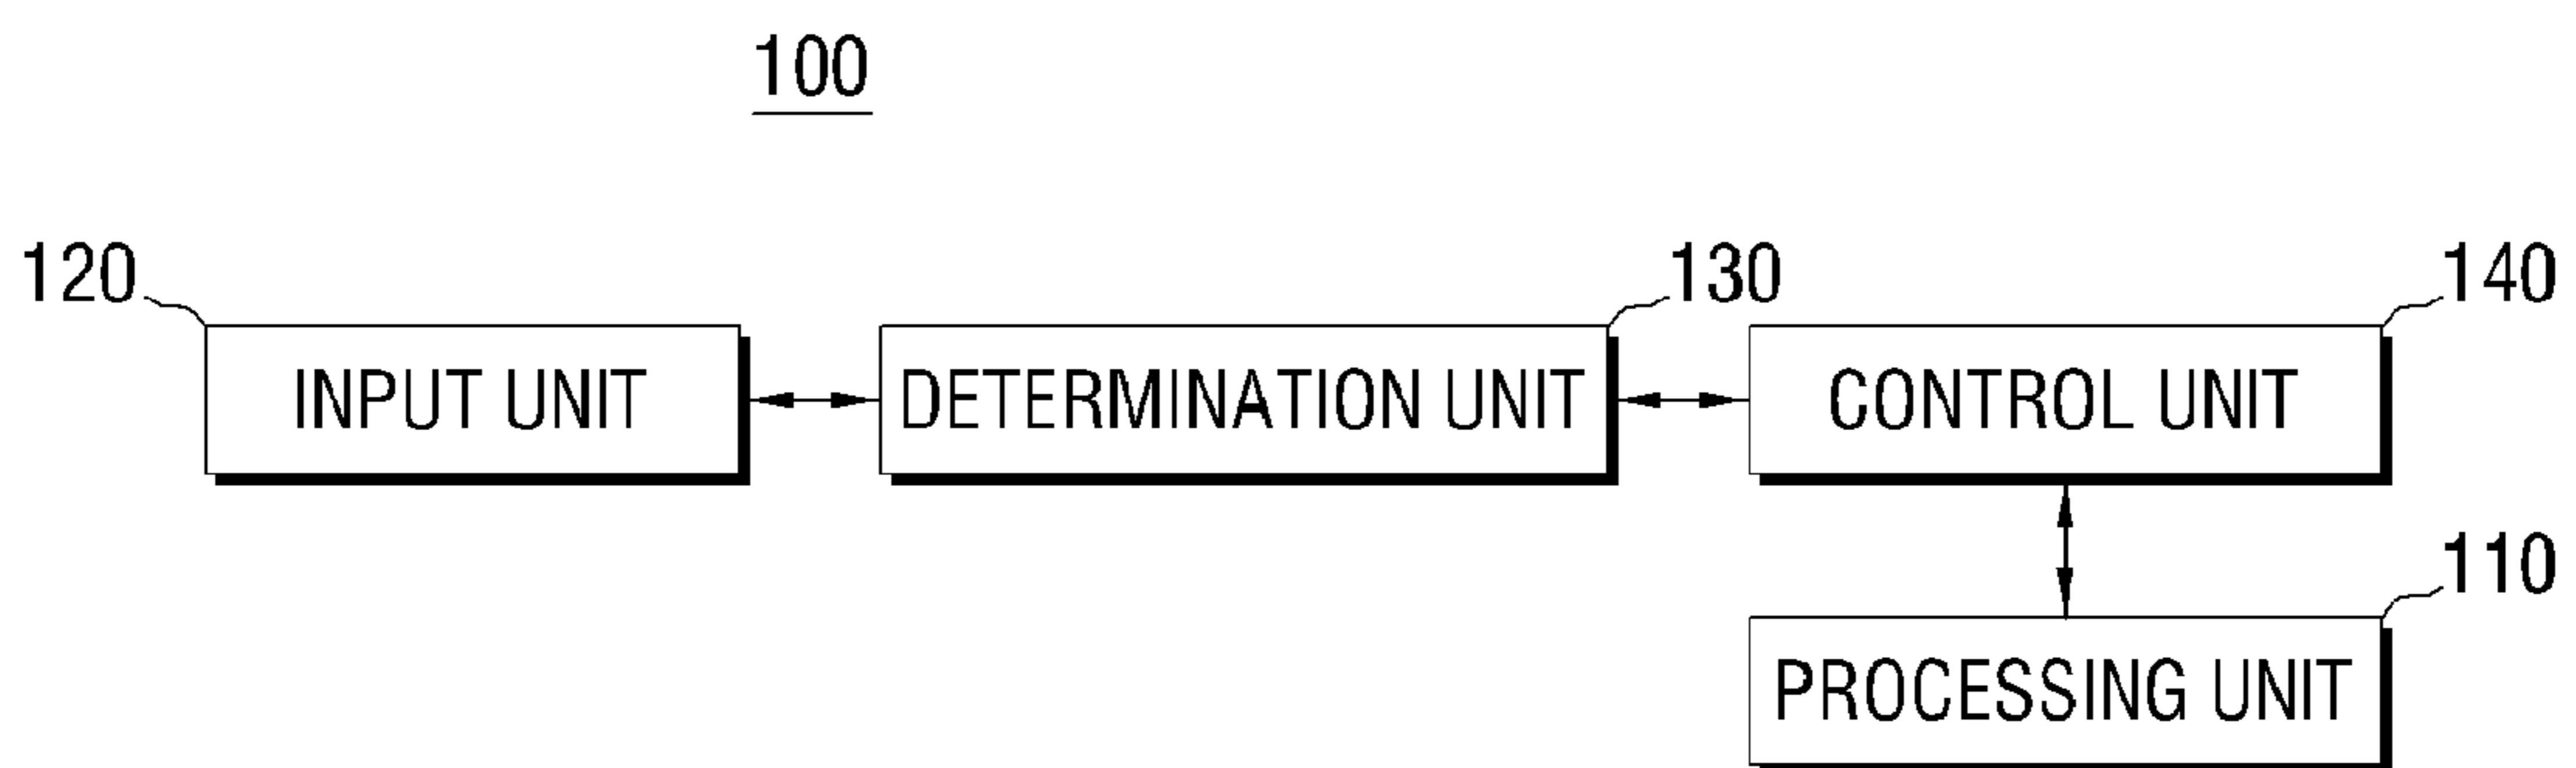 100
120
130
140
INPUT UNIT
DETERMINATION UNIT
CONTROL UNIT
110
PROCESSING UNIT